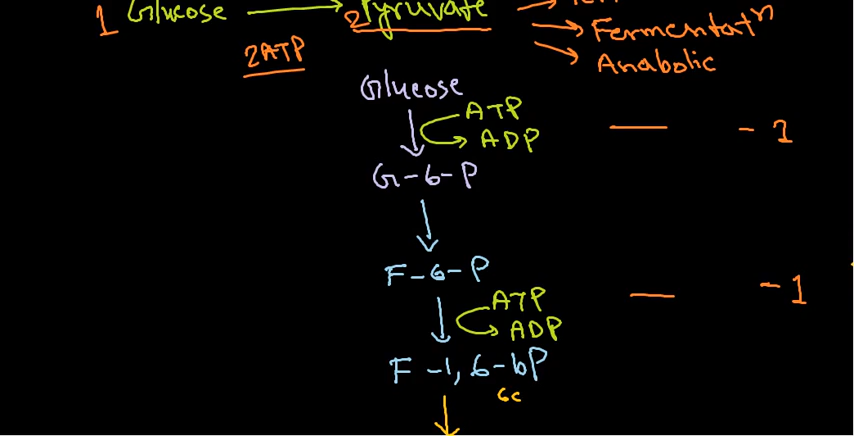 1 Glucose → 2 Pyruvate
→ Fermentatⁿ
2ATP
→ Anabolic
Glucose
ATP
ADP
— -1
G-6-P
F-6-P
ATP
— -1
ADP
F-1,6-bP
6c